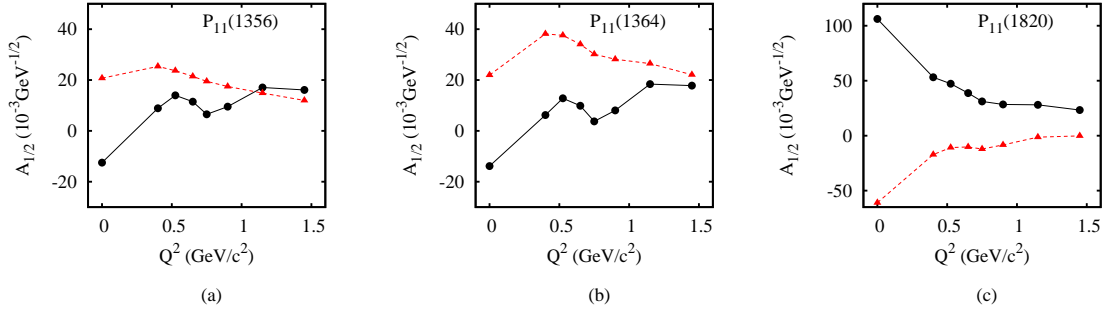 P11(1356)
40
20
0
-20
A1/2 (10-3GeV-1/2)
0 0.5 1 1.5
Q2 (GeV/c2)
(a)
P11(1364)
40
20
0
-20
A1/2 (10-3GeV-1/2)
0 0.5 1 1.5
Q2 (GeV/c2)
(b)
P11(1820)
100
50
0
-50
A1/2 (10-3GeV-1/2)
0 0.5 1 1.5
Q2 (GeV/c2)
(c)